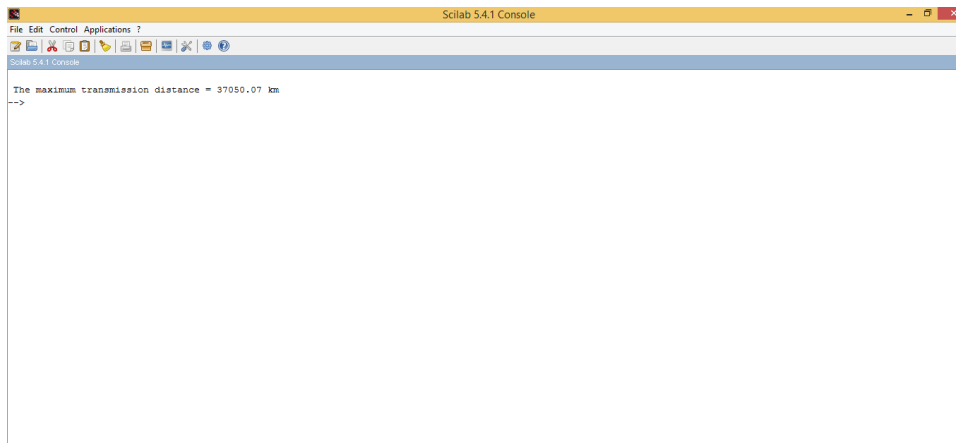 Scilab 5.4.1 Console
File Edit Control Applications ?
Scilab 5.4.1 Console
The maximum transmission distance = 37050.07 km
-->